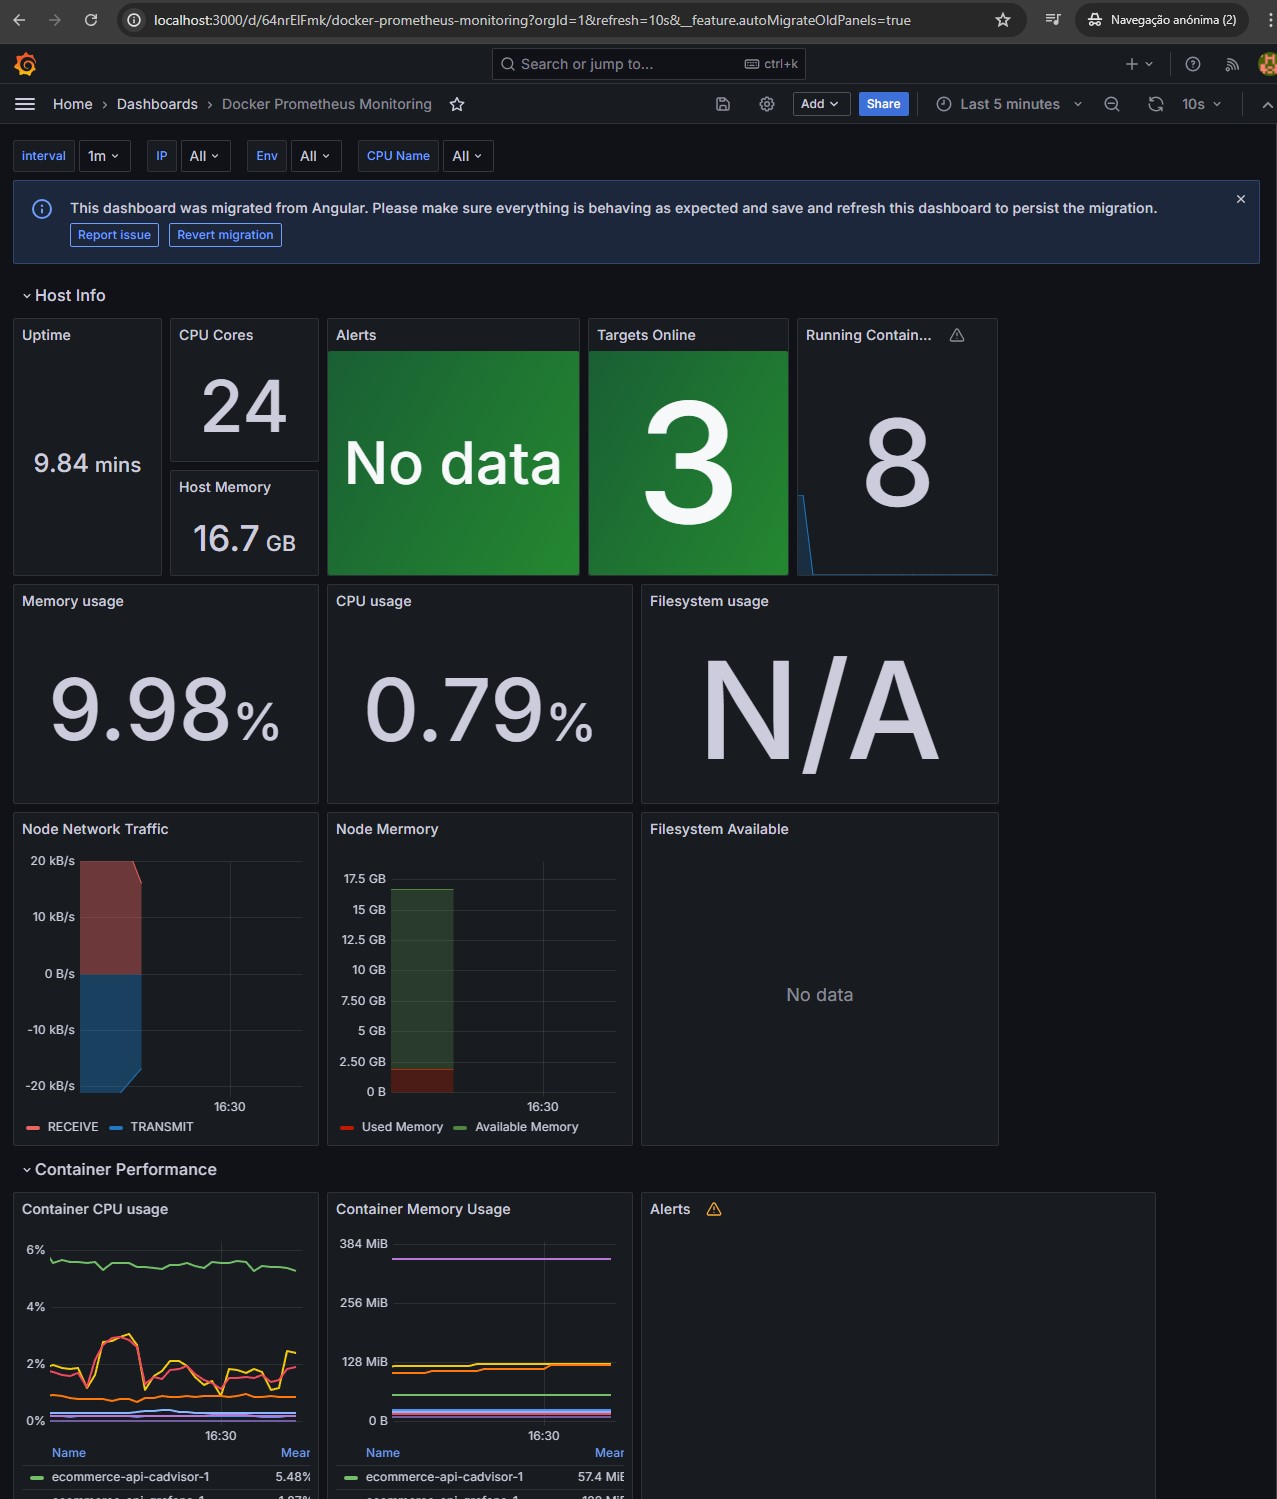 localhost:3000/d/64nrElFmk/docker-prometheus-monitoring?orgId=1&refresh=10s&__feature.autoMigrateOldPanels=true
Navegação anónima (2)
Search or jump to...
ctrl+k
Home › Dashboards › Docker Prometheus Monitoring
Add
Share
Last 5 minutes
10s
interval 1m
IP All
Env All
CPU Name All
This dashboard was migrated from Angular. Please make sure everything is behaving as expected and save and refresh this dashboard to persist the migration.
Report issue
Revert migration
Host Info
Uptime
9.84 mins
CPU Cores
24
Host Memory
16.7 GB
Alerts
No data
Targets Online
3
Running Contain...
8
Memory usage
9.98%
CPU usage
0.79%
Filesystem usage
N/A
Node Network Traffic
20 kB/s
10 kB/s
0 B/s
-10 kB/s
-20 kB/s
16:30
RECEIVE TRANSMIT
Node Mermory
17.5 GB
15 GB
12.5 GB
10 GB
7.50 GB
5 GB
2.50 GB
0 B
16:30
Used Memory Available Memory
Filesystem Available
No data
Container Performance
Container CPU usage
6%
4%
2%
0%
16:30
Name Mean
ecommerce-api-cadvisor-1 5.48%
Container Memory Usage
384 MiB
256 MiB
128 MiB
0 B
16:30
Name Mean
ecommerce-api-cadvisor-1 57.4 MiB
Alerts